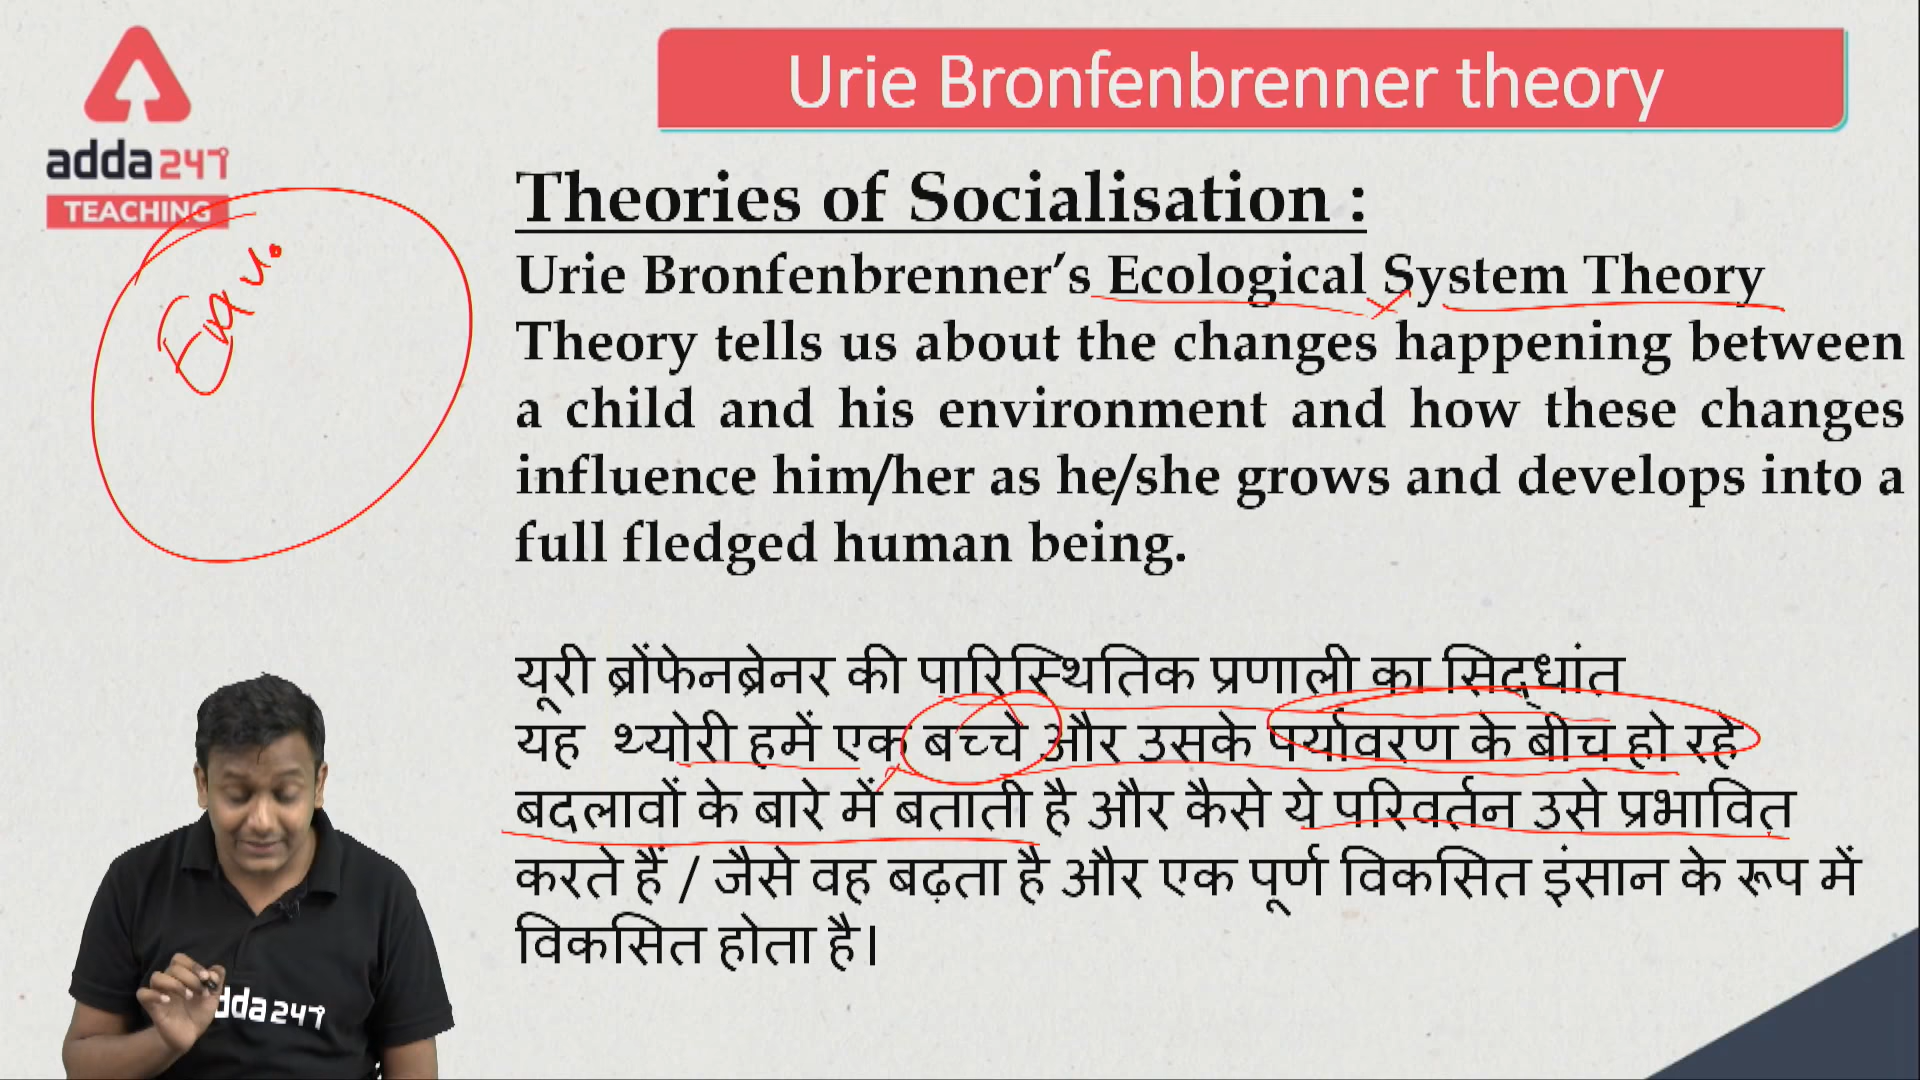 Urie Bronfenbrenner theory
adda247
TEACHING
Theories of Socialisation :
Urie Bronfenbrenner’s Ecological System Theory
Theory tells us about the changes happening between
a child and his environment and how these changes
influence him/her as he/she grows and develops into a
full fledged human being.
यूरी ब्रोंफेनब्रेनर की पारिस्थितिक प्रणाली का सिद्धांत
यह थ्योरी हमें एक बच्चे और उसके पर्यावरण के बीच हो रहे
बदलावों के बारे में बताती है और कैसे ये परिवर्तन उसे प्रभावित
करते हैं / जैसे वह बढ़ता है और एक पूर्ण विकसित इंसान के रूप में
विकसित होता है।
dda247